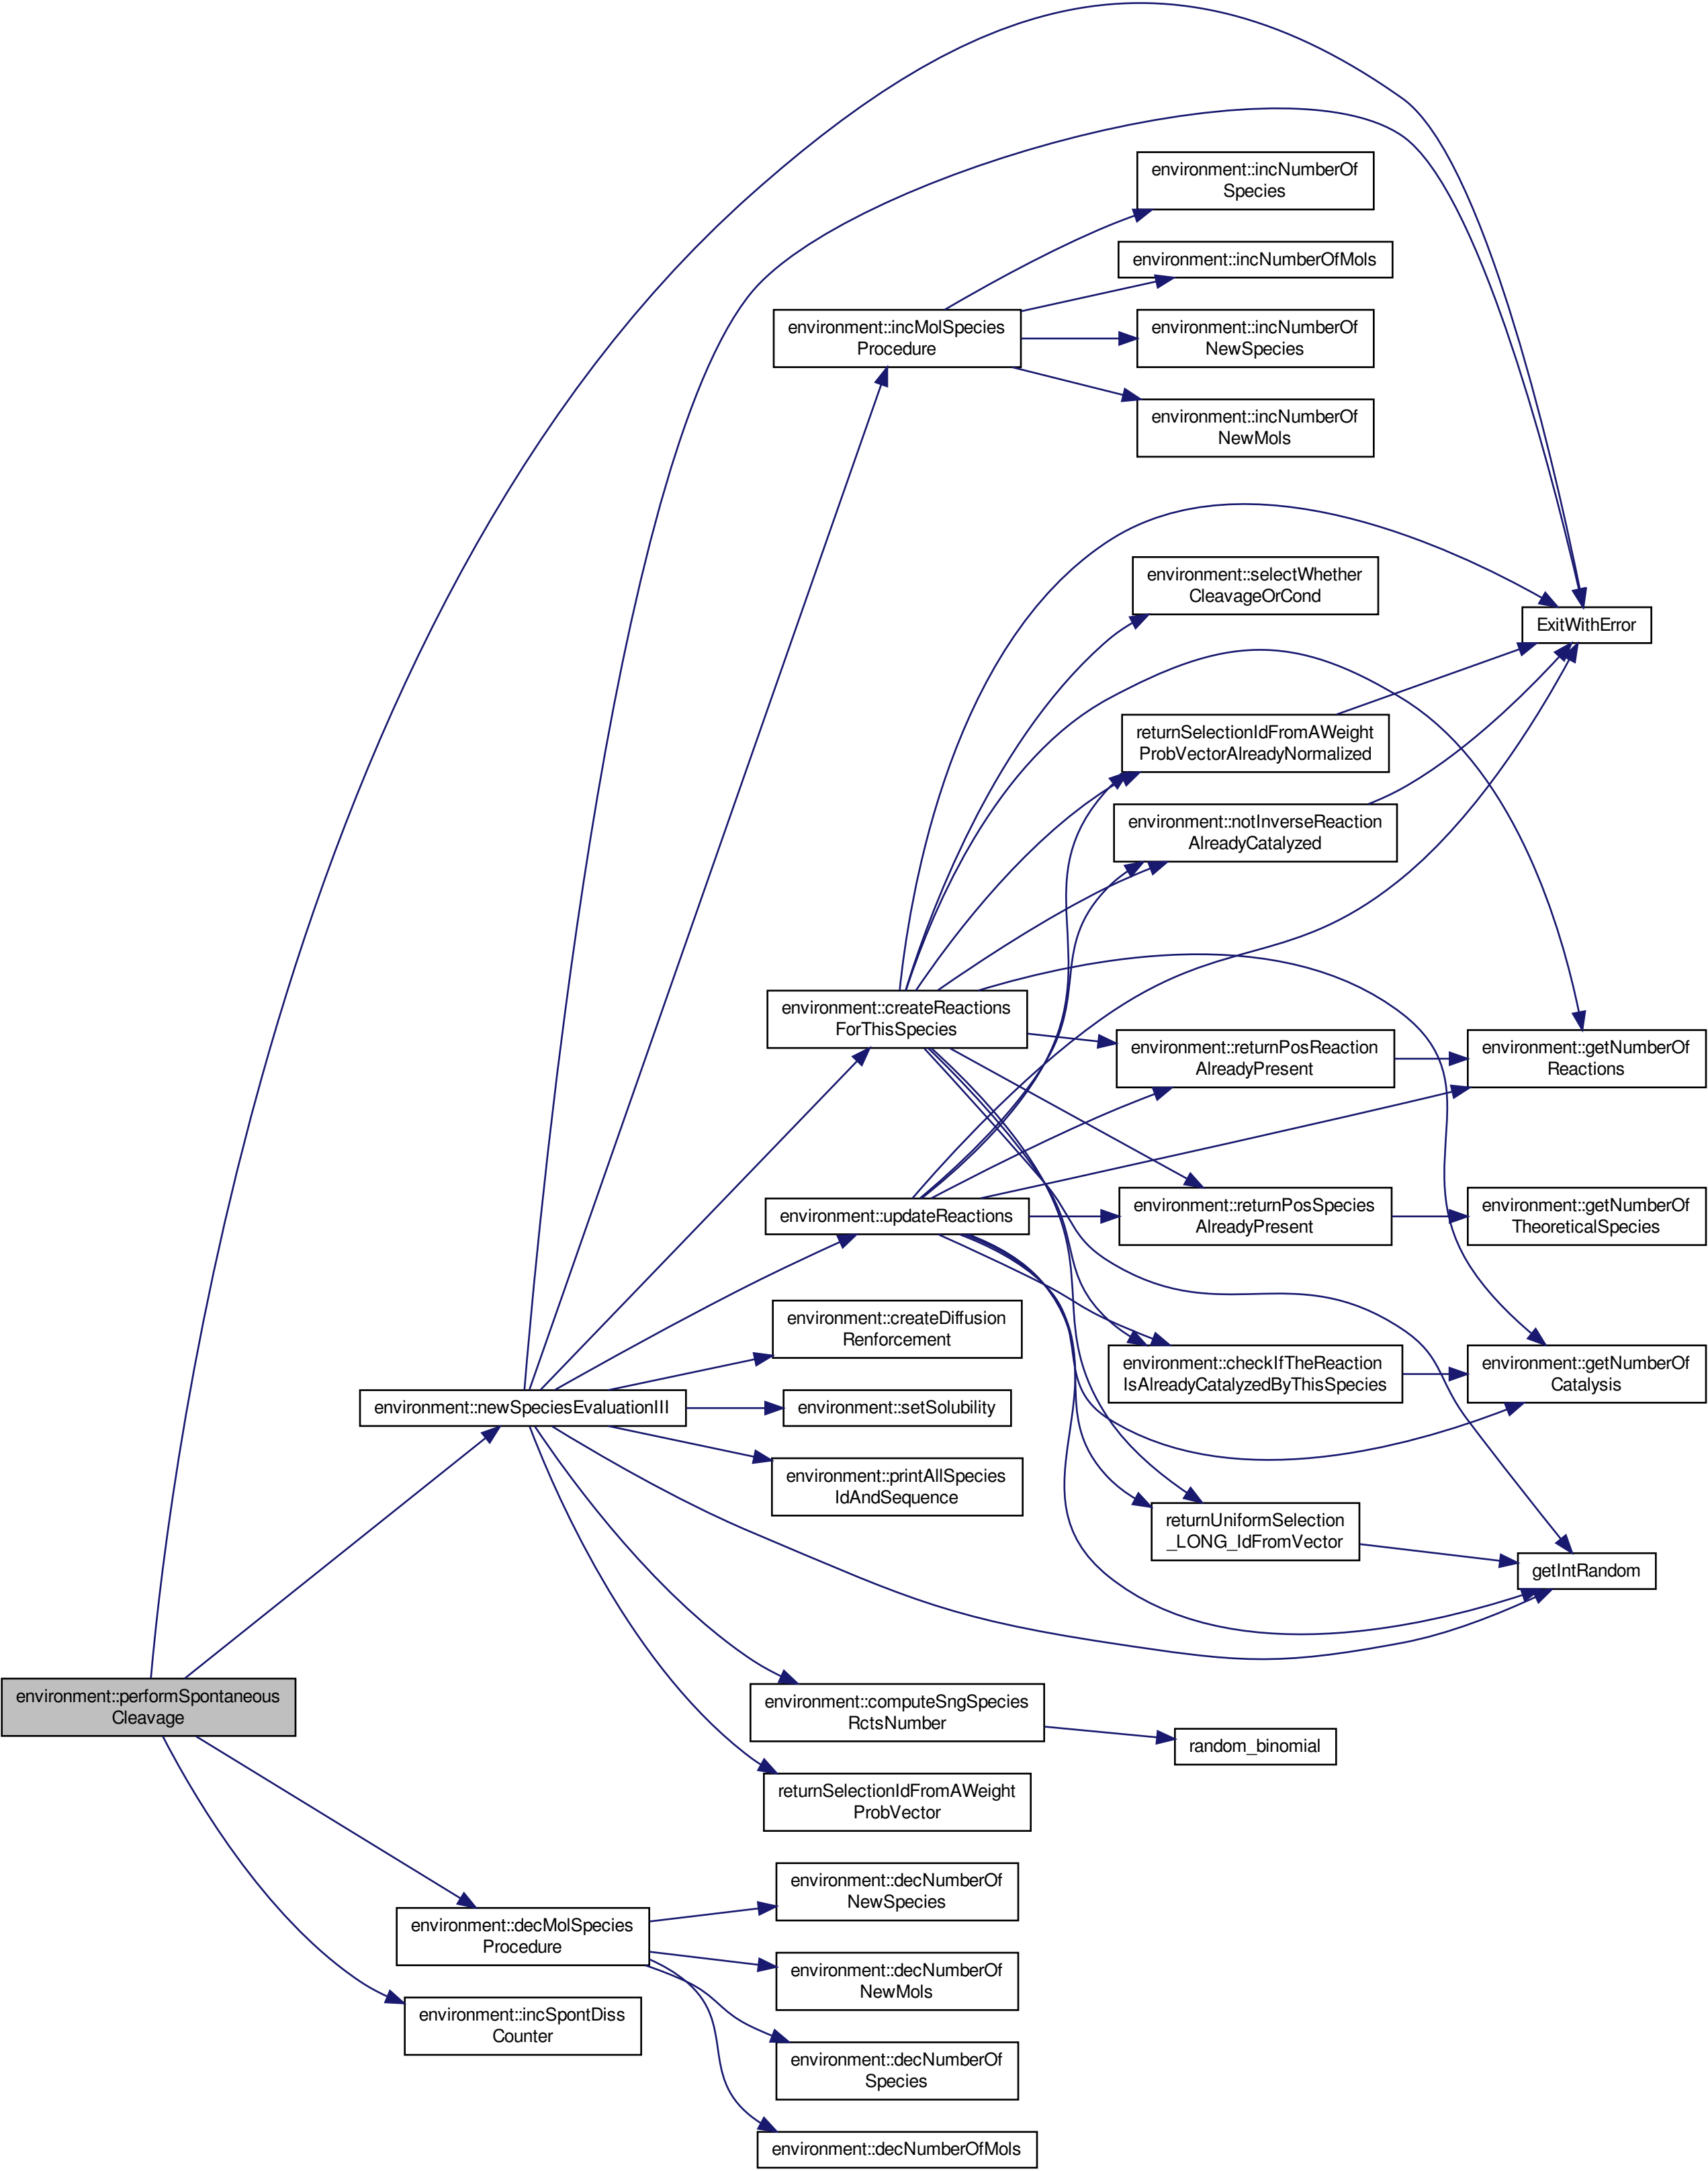 environment::incNumberOf
Species
environment::incNumberOfMols
environment::incMolSpecies
Procedure
environment::incNumberOf
NewSpecies
environment::incNumberOf
NewMols
environment::selectWhether
CleavageOrCond
ExitWithError
returnSelectionIdFromAWeight
ProbVectorAlreadyNormalized
environment::notInverseReaction
AlreadyCatalyzed
environment::createReactions
ForThisSpecies
environment::returnPosReaction
AlreadyPresent
environment::getNumberOf
Reactions
environment::updateReactions
environment::returnPosSpecies
AlreadyPresent
environment::getNumberOf
TheoreticalSpecies
environment::createDiffusion
Renforcement
environment::checkIfTheReaction
IsAlreadyCatalyzedByThisSpecies
environment::getNumberOf
Catalysis
environment::newSpeciesEvaluationIII
environment::setSolubility
environment::printAllSpecies
IdAndSequence
returnUniformSelection
_LONG_IdFromVector
getIntRandom
environment::performSpontaneous
Cleavage
environment::computeSngSpecies
RctsNumber
random_binomial
returnSelectionIdFromAWeight
ProbVector
environment::decNumberOf
NewSpecies
environment::decMolSpecies
Procedure
environment::decNumberOf
NewMols
environment::incSpontDiss
Counter
environment::decNumberOf
Species
environment::decNumberOfMols